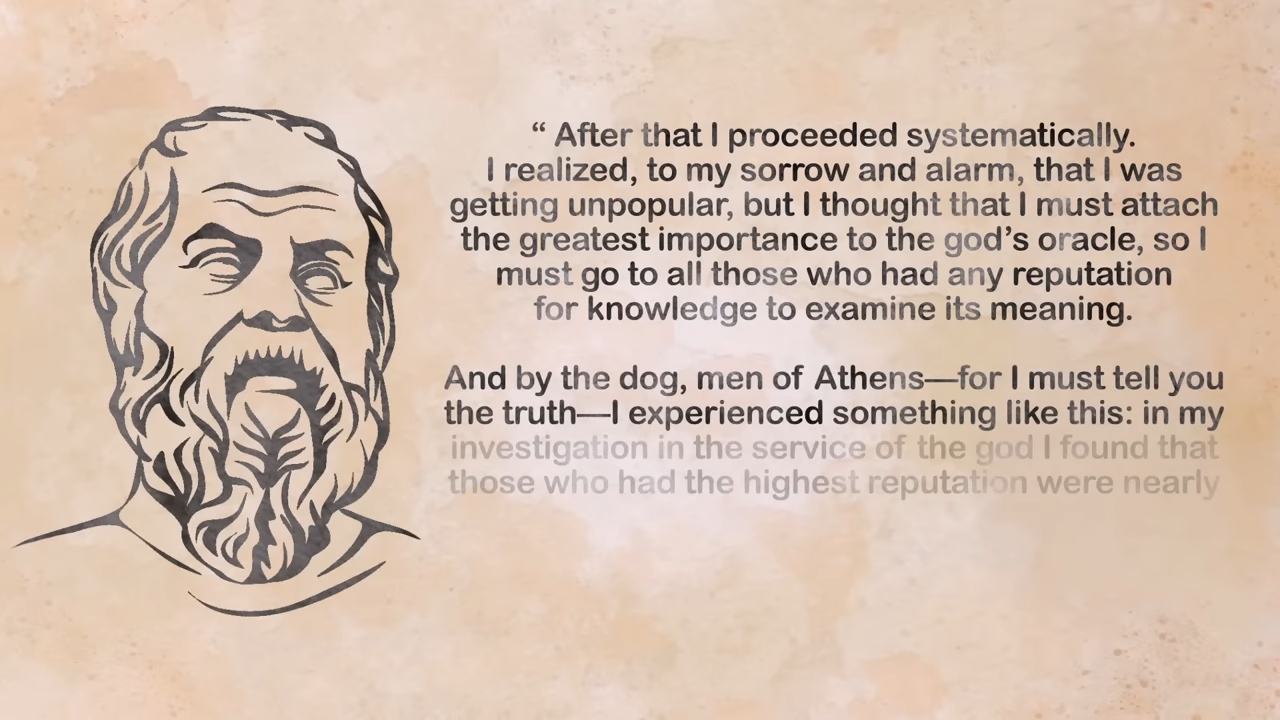 “ After that I proceeded systematically.
I realized, to my sorrow and alarm, that I was
getting unpopular, but I thought that I must attach
the greatest importance to the god’s oracle, so I
must go to all those who had any reputation
for knowledge to examine its meaning.
And by the dog, men of Athens—for I must tell you
the truth—I experienced something like this: in my
investigation in the service of the god I found that
those who had the highest reputation were nearly